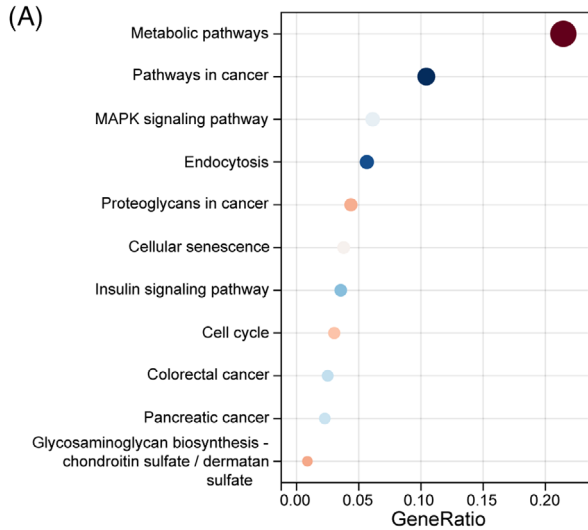 (A)
Metabolic pathways
Pathways in cancer
MAPK signaling pathway
Endocytosis
Proteoglycans in cancer
Cellular senescence
Insulin signaling pathway
Cell cycle
Colorectal cancer
Pancreatic cancer
Glycosaminoglycan biosynthesis -
chondroitin sulfate / dermatan
sulfate
0.00 0.05 0.10 0.15 0.20
GeneRatio